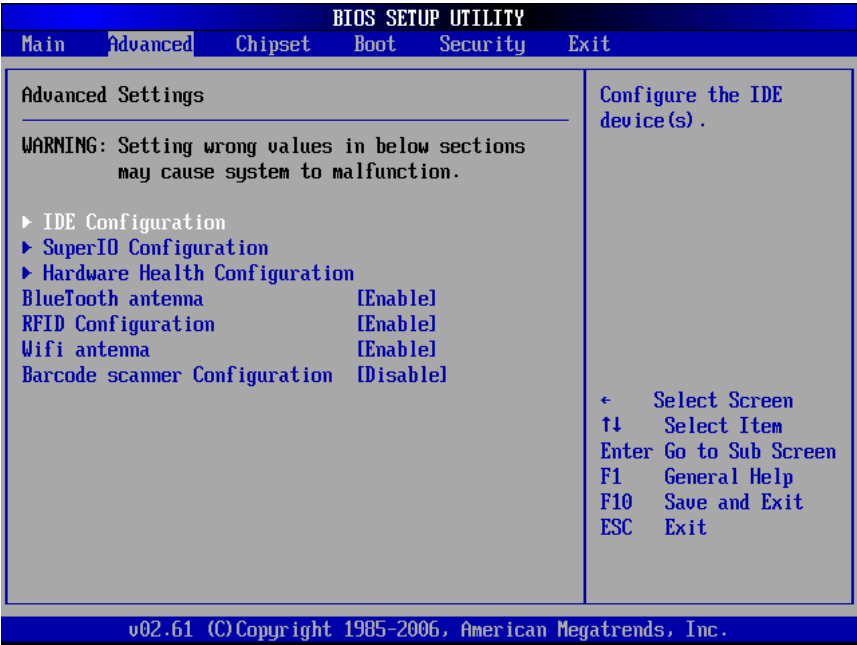 BIOS SETUP UTILITY
Main Advanced Chipset Boot Security Exit
Advanced Settings
WARNING: Setting wrong values in below sections
may cause system to malfunction.
▶ IDE Configuration
▶ SuperIO Configuration
▶ Hardware Health Configuration
BlueTooth antenna [Enable]
RFID Configuration [Enable]
Wifi antenna [Enable]
Barcode scanner Configuration [Disable]
Configure the IDE
device(s).
← Select Screen
↑↓ Select Item
Enter Go to Sub Screen
F1 General Help
F10 Save and Exit
ESC Exit
v02.61 (C)Copyright 1985-2006, American Megatrends, Inc.